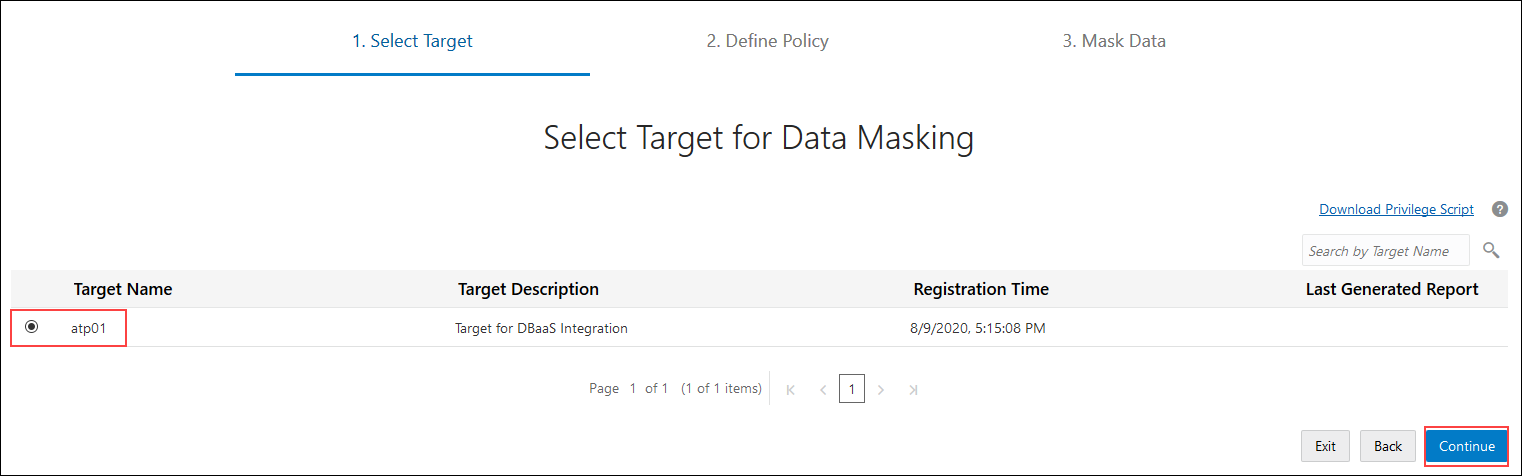 1. Select Target 2. Define Policy 3. Mask Data
Select Target for Data Masking
Download Privilege Script ?
Search by Target Name
Target Name Target Description Registration Time Last Generated Report
atp01 Target for DBaaS Integration 8/9/2020, 5:15:08 PM
Page 1 of 1 (1 of 1 items) 1
Exit Back Continue